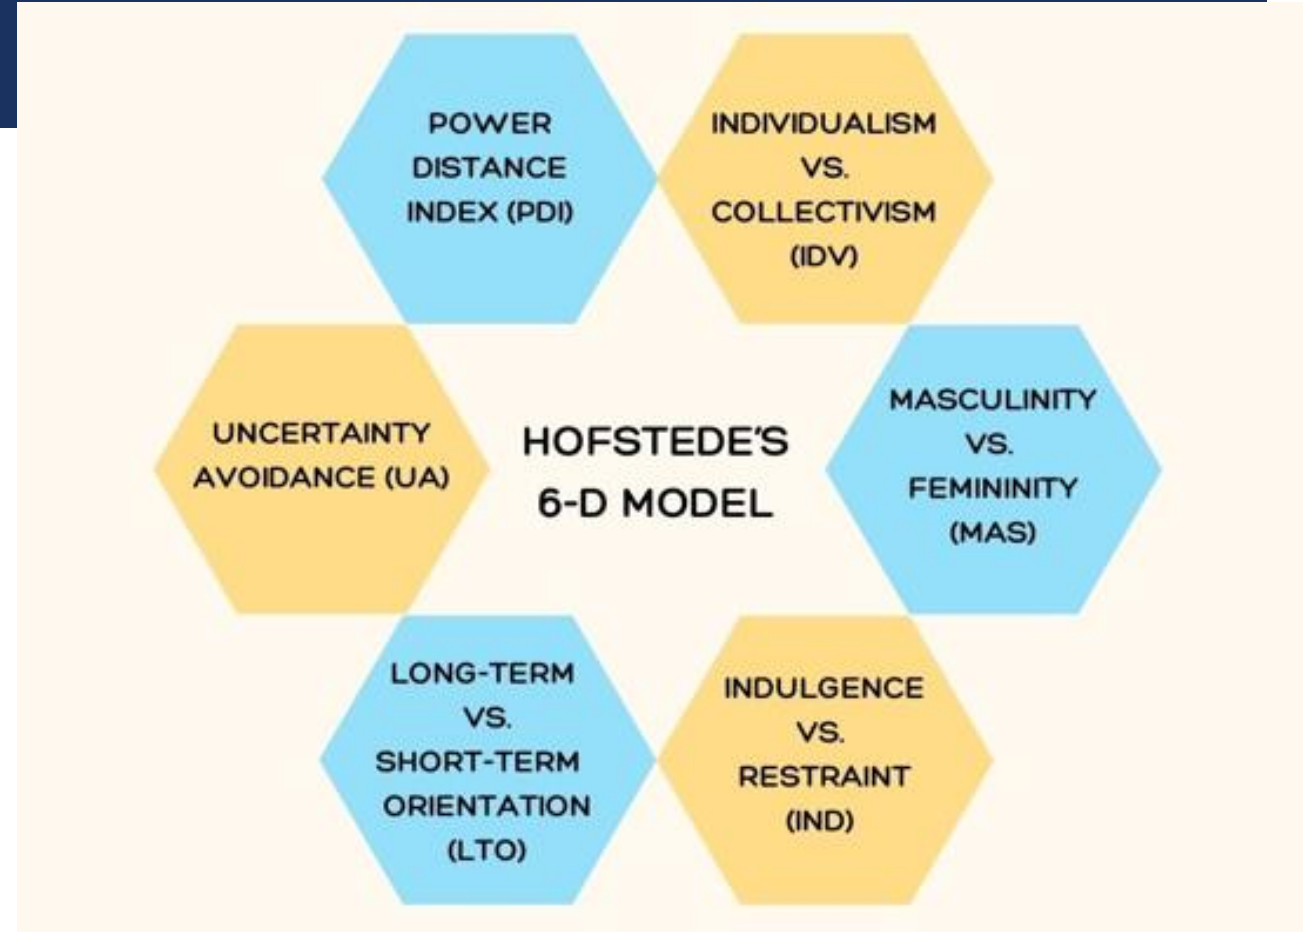 POWER
DISTANCE
INDEX (PDI)
INDIVIDUALISM
VS.
COLLECTIVISM
(IDV)
UNCERTAINTY
AVOIDANCE (UA)
HOFSTEDE'S
6-D MODEL
MASCULINITY
VS.
FEMININITY
(MAS)
LONG-TERM
VS.
SHORT-TERM
ORIENTATION
(LTO)
INDULGENCE
VS.
RESTRAINT
(IND)